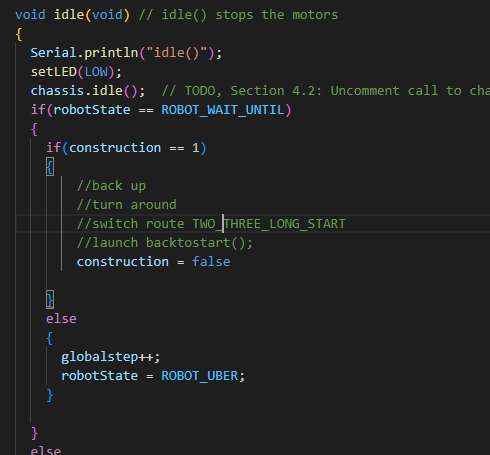 void idle(void) // idle() stops the motors
{
Serial.println("idle()");
setLED(LOW);
chassis.idle(); // TODO, Section 4.2: Uncomment call to cha
if(robotState == ROBOT_WAIT_UNTIL)
{
if(construction == 1)
{
//back up
//turn around
//switch route TWO_THREE_LONG_START
//launch backtostart();
construction = false
}
else
{
globalstep++;
robotState = ROBOT_UBER;
}
}
else